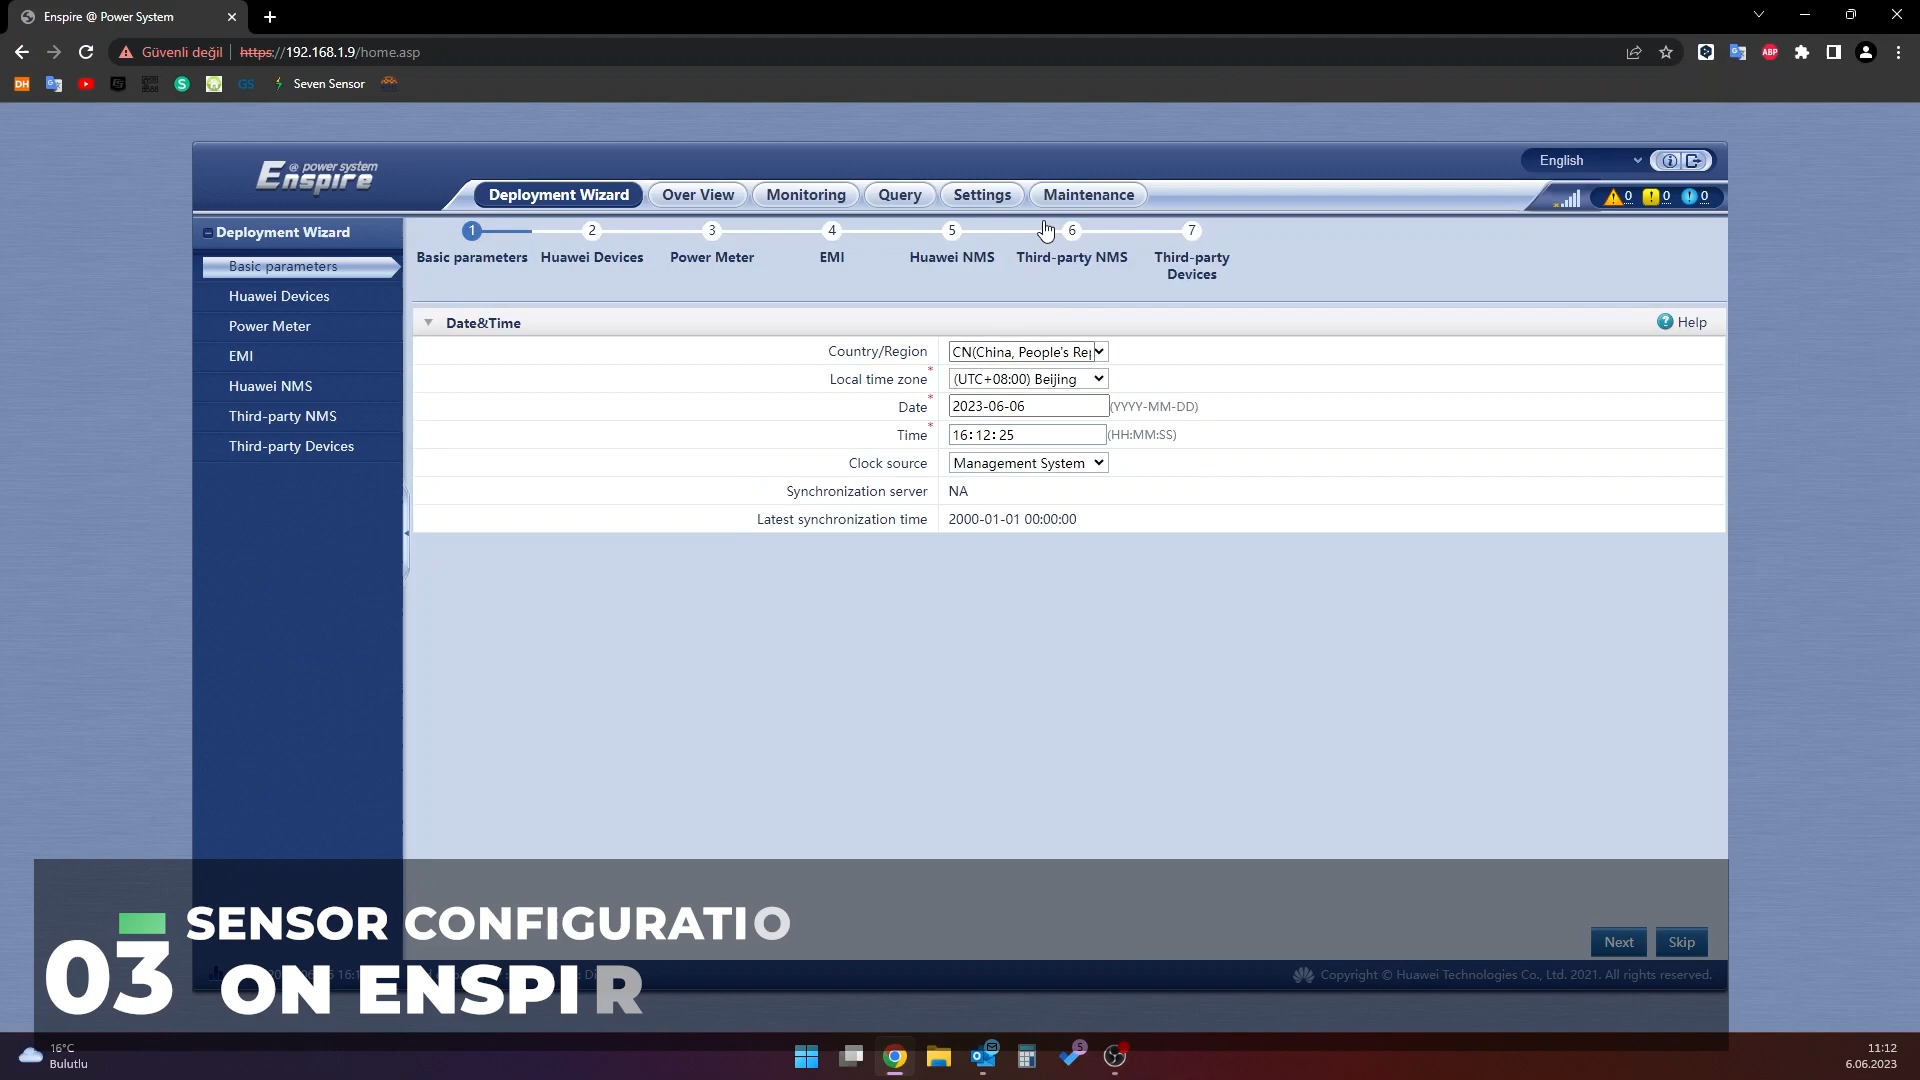 Enspire @ Power System
Güvenli değil
https://192.168.1.9/home.asp
ABP
DH
GS
Seven Sensor
@ power system
Enspire
English
Deployment Wizard
Over View
Monitoring
Query
Settings
Maintenance
0
0
0
Deployment Wizard
Basic parameters
Huawei Devices
Power Meter
EMI
Huawei NMS
Third-party NMS
Third-party Devices
1
2
3
4
5
6
7
Basic parameters
Huawei Devices
Power Meter
EMI
Huawei NMS
Third-party NMS
Third-party
Devices
Date&Time
Help
Country/Region
CN(China, People's Re
Local time zone*
(UTC+08:00) Beijing
Date*
2023-06-06
(YYYY-MM-DD)
Time*
16:12:25
(HH:MM:SS)
Clock source
Management System
Synchronization server
NA
Latest synchronization time
2000-01-01 00:00:00
Next
Skip
Copyright © Huawei Technologies Co., Ltd. 2021. All rights reserved.
03
SENSOR CONFIGURATIO
ON ENSPIR
16°C
Bulutlu
5
11:12
6.06.2023